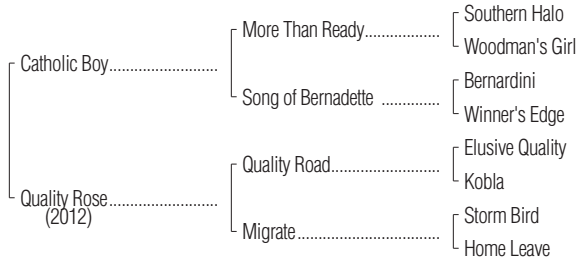 Southern Halo
More Than Ready
Woodman's Girl
Catholic Boy
Bernardini
Song of Bernadette
Winner's Edge
Elusive Quality
Quality Road
Kobla
Quality Rose
(2012)
Storm Bird
Migrate
Home Leave